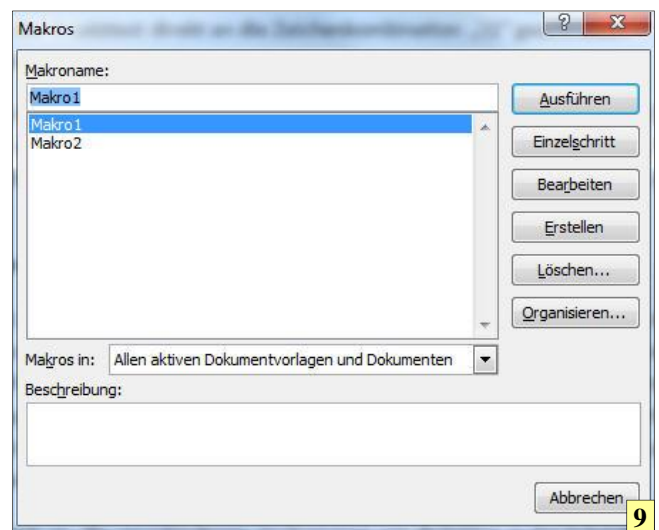 Makros
Makroname:
Makro1
Ausführen
Makro1
Makro2
Einzelschritt
Bearbeiten
Erstellen
Löschen...
Organisieren...
Makros in: Allen aktiven Dokumentvorlagen und Dokumenten
Beschreibung:
Abbrechen
9